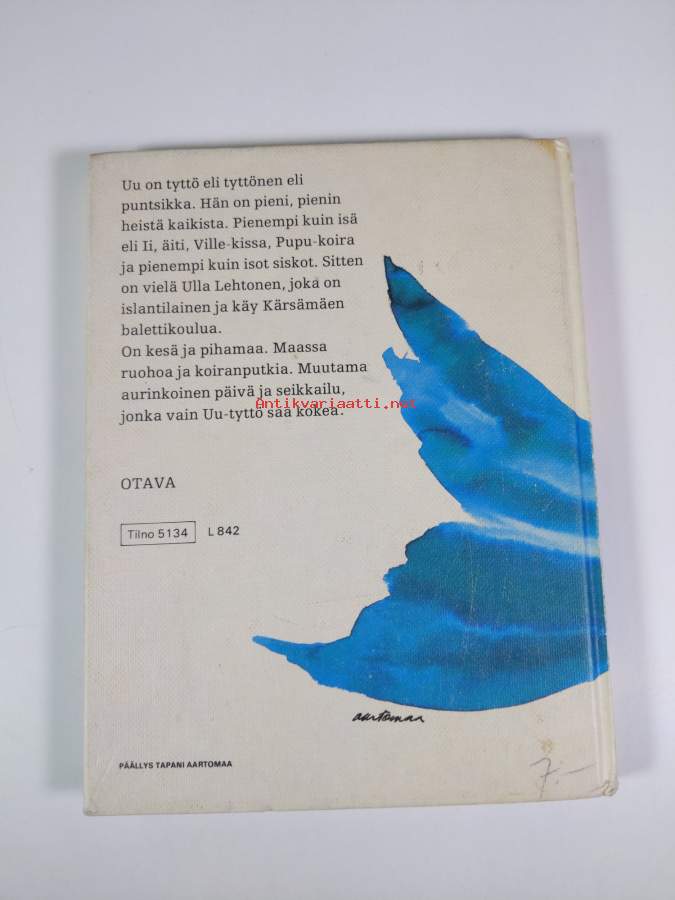 Uu on tyttö eli tyttönen eli
puntsikka. Hän on pieni, pienin
heistä kaikista. Pienempi kuin isä
eli Ii, äiti, Ville-kissa, Pupu-koira
ja pienempi kuin isot siskot. Sitten
on vielä Ulla Lehtonen, joka on
islantilainen ja käy Kärsämäen
balettikoulua.
On kesä ja pihamaa. Maassa
ruohoa ja koiranputkia. Muutama
aurinkoinen päivä ja seikkailu,
Antikvariaatti.net
jonka vain Uu-tyttö saa kokea.
OTAVA
Tilno 5134 L 842
aartomaa
PÄÄLLYS TAPANI AARTOMAA
7.-